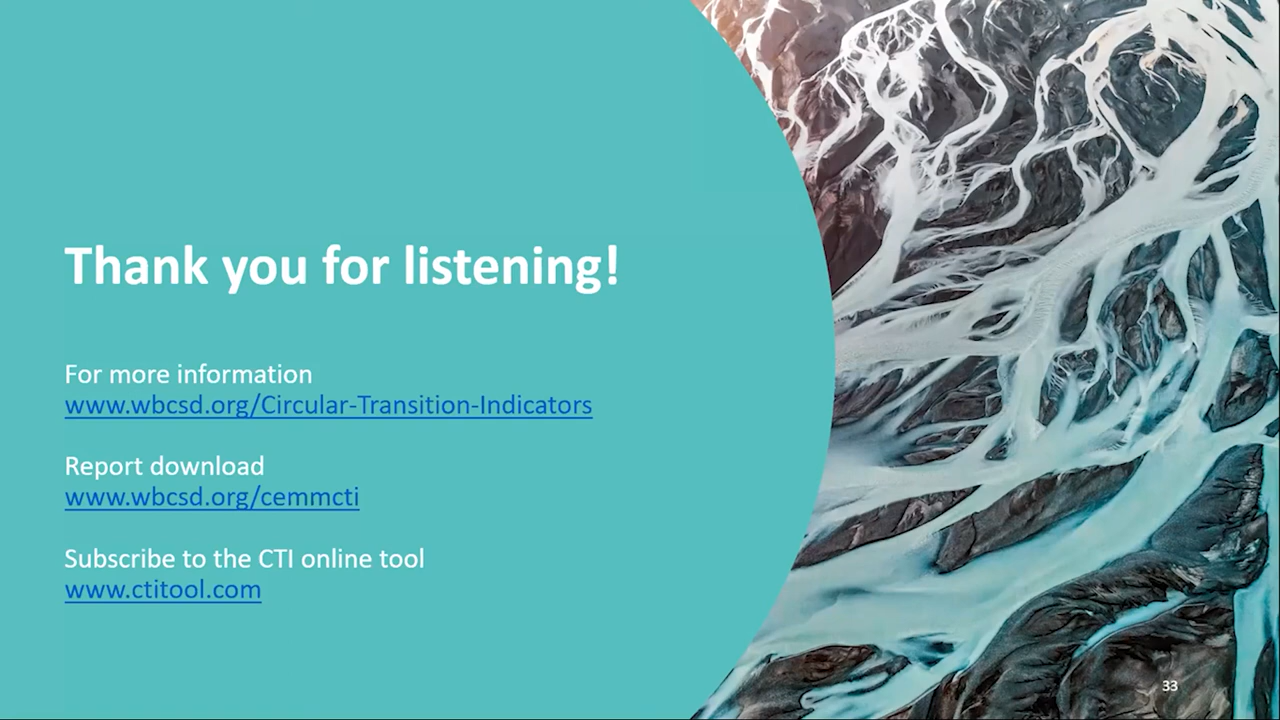 Thank you for listening!
For more information
www.wbcsd.org/Circular-Transition-Indicators
Report download
www.wbcsd.org/cemmcti
Subscribe to the CTI online tool
www.ctitool.com
33